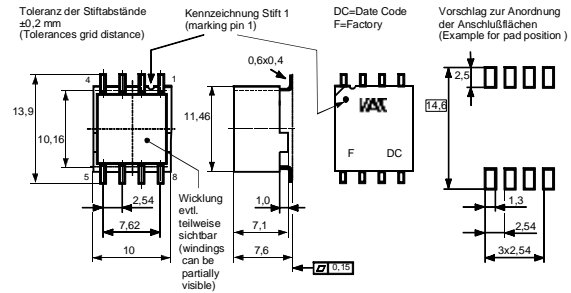 Toleranz der Stiftabstände
±0,2 mm
(Tolerances grid distance)
Kennzeichnung Sift 1
(marking pin 1)
DC=Date Code
F=Factory
Vorschlag zur Anordnung
der Anschlußflächen
(Example for pad position )
0,6x0,4
4
1
13,9
10,16
5
8
2,54
7,62
10
Wicklung
evtl.
teilweise
sichtbar
(windings
can be
partially
visible)
11,46
1,0
7,1
7,6
0,15
VAC
F
DC
2,5
14,6
1,3
2,54
3x2,54